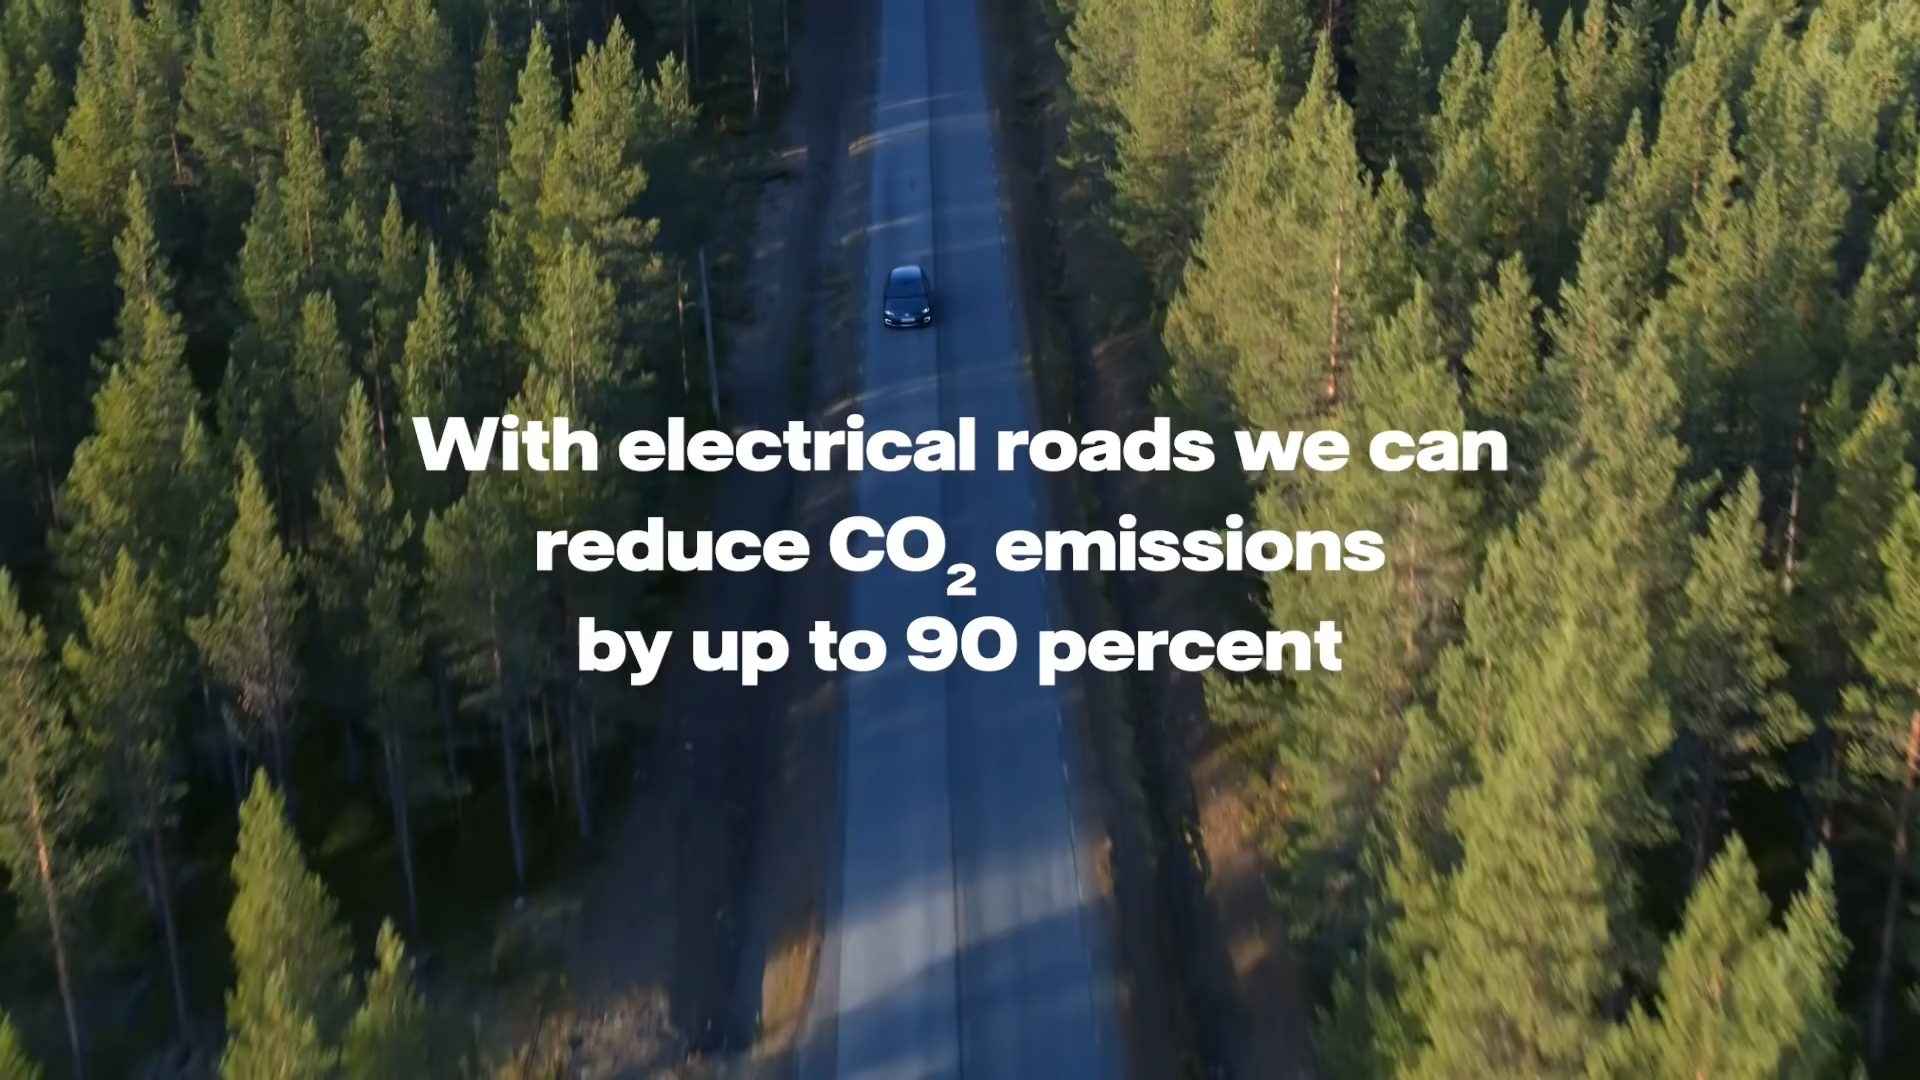 With electrical roads we can
reduce CO₂ emissions
by up to 90 percent